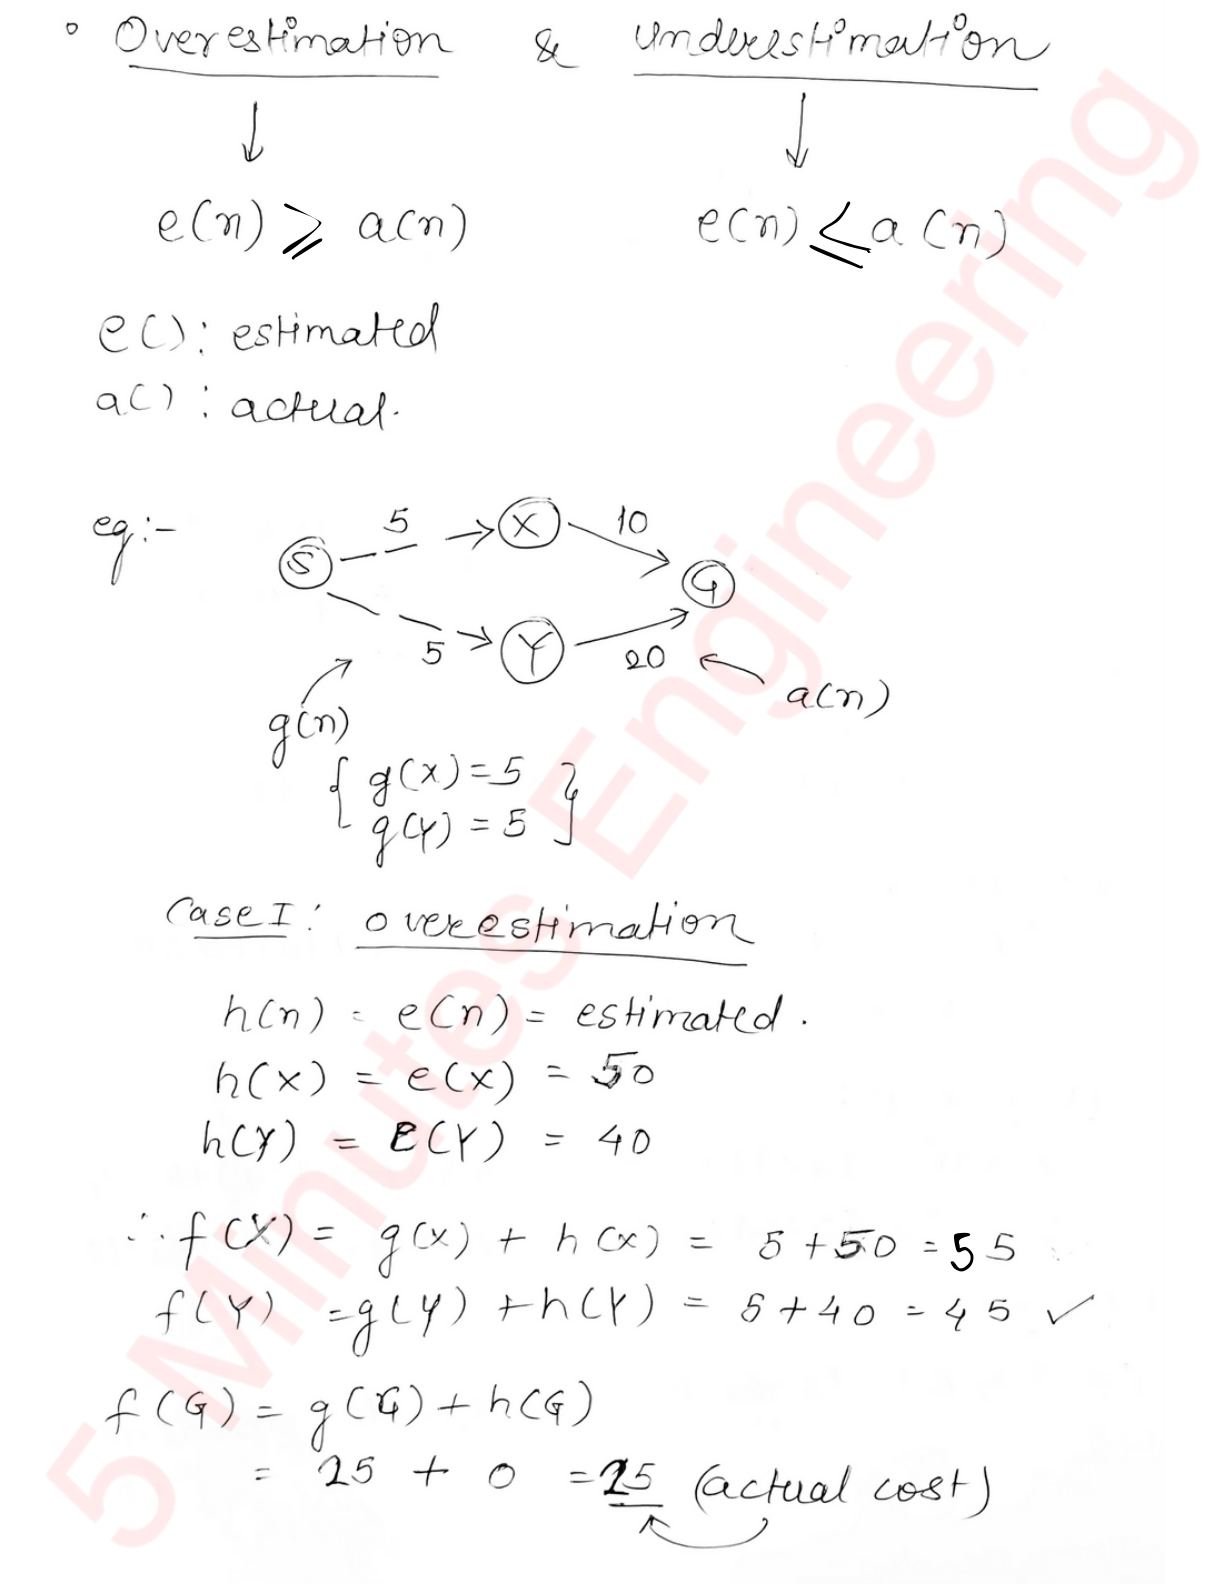 ° Overestimation & Underestimation
↓ ↓
e(n) ≥ a(n) e(n) ≤ a(n)
e(): estimated
a(): actual.
eg:-
S 5 X 10 G
5 Y 20
g(n) a(n)
{ g(X) = 5 }
g(Y) = 5
Case I: overestimation
h(n) = e(n) = estimated.
h(X) = e(X) = 50
h(Y) = e(Y) = 40
∴ f(X) = g(x) + h(x) = 5 + 50 = 55
f(Y) = g(Y) + h(Y) = 5 + 40 = 45 ✓
f(G) = g(G) + h(G)
= 25 + 0 = 25 (actual cost)
5 Minutes Engineering